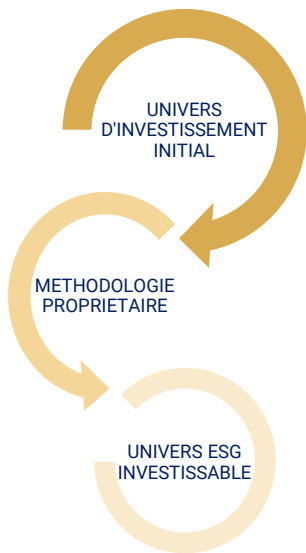 UNIVERS
D'INVESTISSEMENT
INITIAL
METHODOLOGIE
PROPRIETAIRE
UNIVERS ESG
INVESTISSABLE